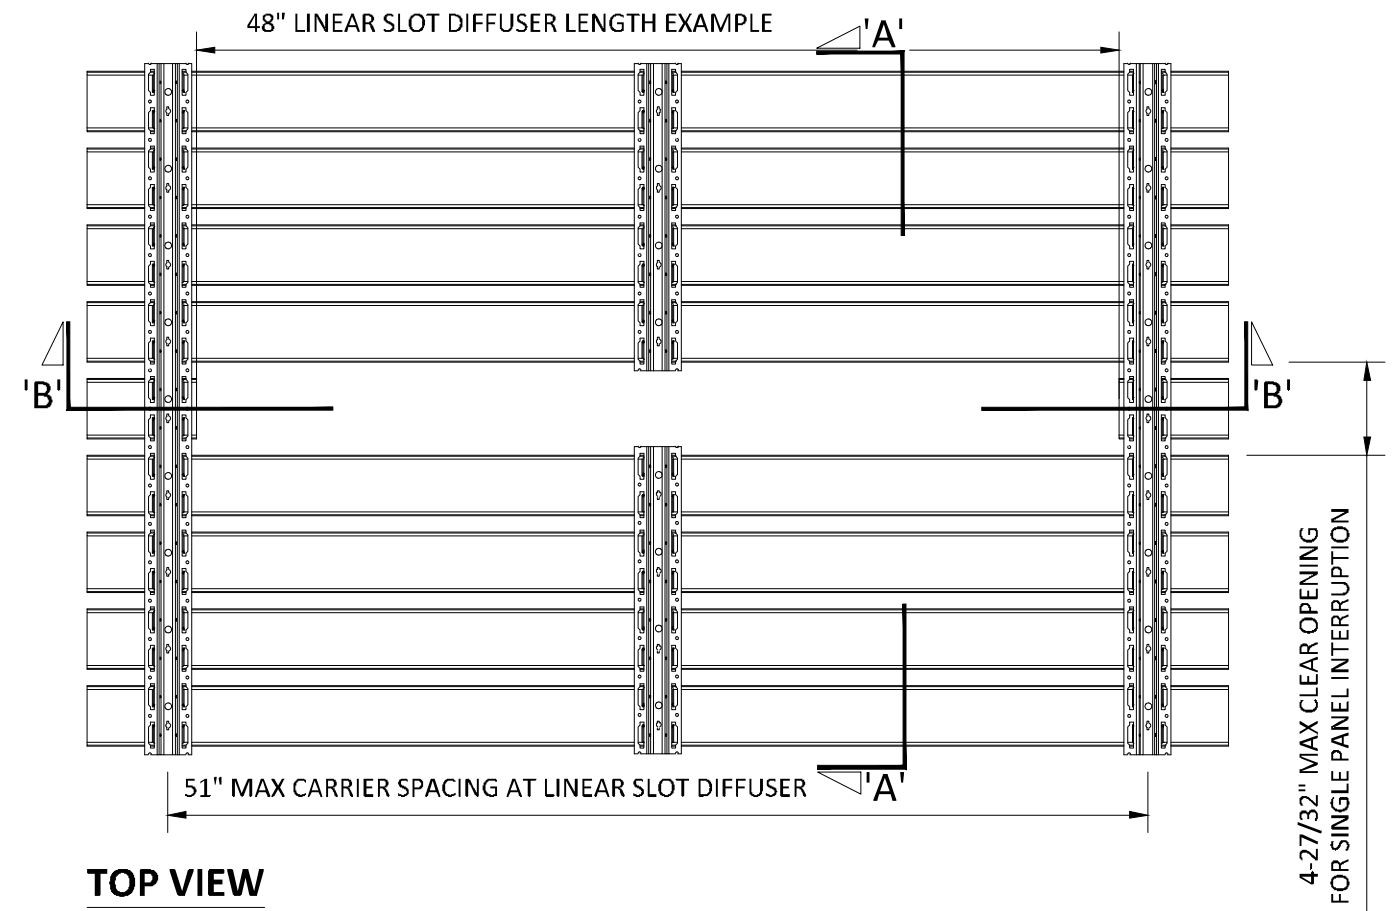 48" LINEAR SLOT DIFFUSER LENGTH EXAMPLE
'A'
'B'
'B'
4-27/32" MAX CLEAR OPENING
FOR SINGLE PANEL INTERRUPTION
51" MAX CARRIER SPACING AT LINEAR SLOT DIFFUSER
'A'
TOP VIEW